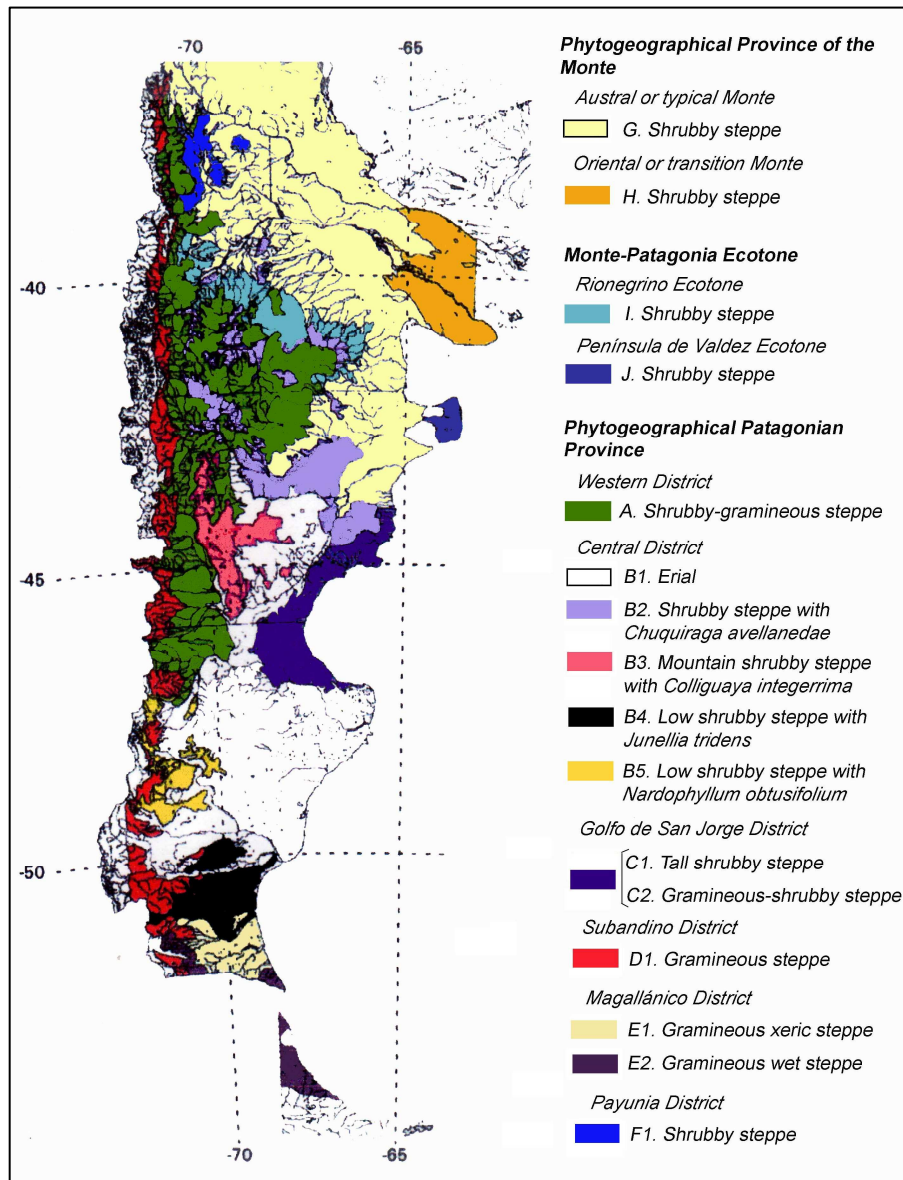 -70
-65
-40
-45
-50
-70
-65
Phytogeographical Province of the
Monte
Austral or typical Monte
G. Shrubby steppe
Oriental or transition Monte
H. Shrubby steppe
Monte-Patagonia Ecotone
Rionegrino Ecotone
I. Shrubby steppe
Península de Valdez Ecotone
J. Shrubby steppe
Phytogeographical Patagonian
Province
Western District
A. Shrubby-gramineous steppe
Central District
B1. Erial
B2. Shrubby steppe with
Chuquiraga avellanedae
B3. Mountain shrubby steppe
with Colliguaya integerrima
B4. Low shrubby steppe with
Junellia tridens
B5. Low shrubby steppe with
Nardophyllum obtusifolium
Golfo de San Jorge District
C1. Tall shrubby steppe
C2. Gramineous-shrubby steppe
Subandino District
D1. Gramineous steppe
Magallánico District
E1. Gramineous xeric steppe
E2. Gramineous wet steppe
Payunia District
F1. Shrubby steppe